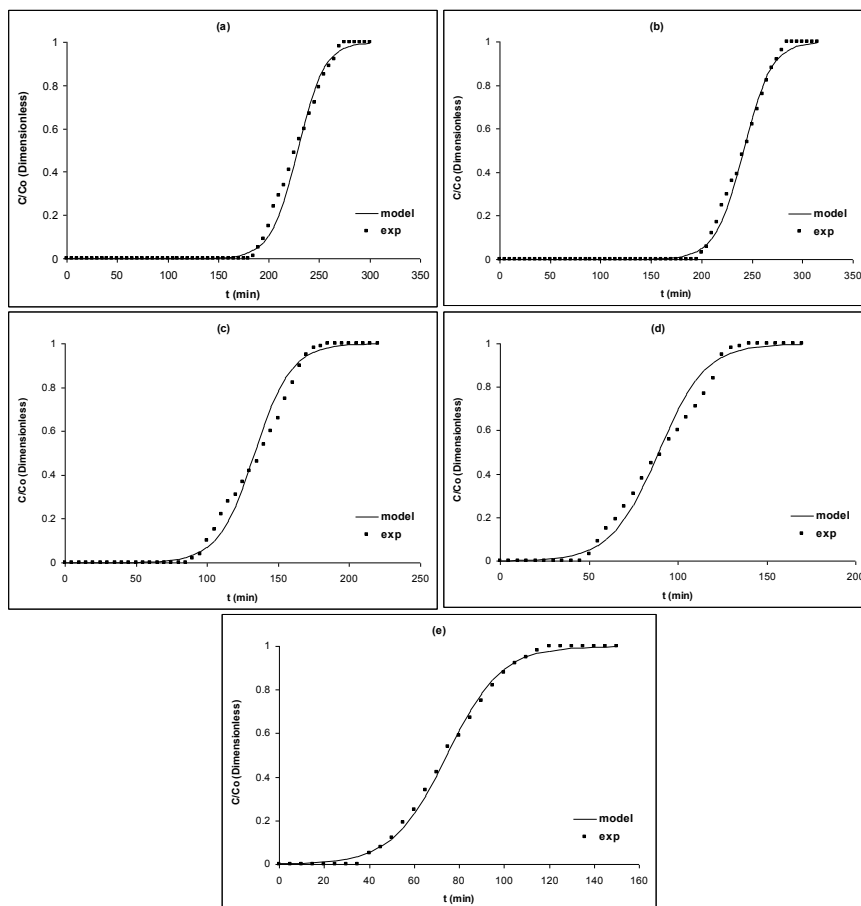 (a)
C/Co (Dimensionless)
1
0.8
0.6
0.4
0.2
0
0 50 100 150 200 250 300 350
t (min)
model
exp
(b)
C/Co (Dimensionless)
1
0.8
0.6
0.4
0.2
0
0 50 100 150 200 250 300 350
t (min)
model
exp
(c)
C/Co (Dimensionless)
1
0.8
0.6
0.4
0.2
0
0 50 100 150 200 250
t (min)
model
exp
(d)
C/Co (Dimensionless)
1
0.8
0.6
0.4
0.2
0
0 50 100 150 200
t (min)
model
exp
(e)
C/Co (Dimensionless)
1
0.8
0.6
0.4
0.2
0
0 20 40 60 80 100 120 140 160
t (min)
model
exp